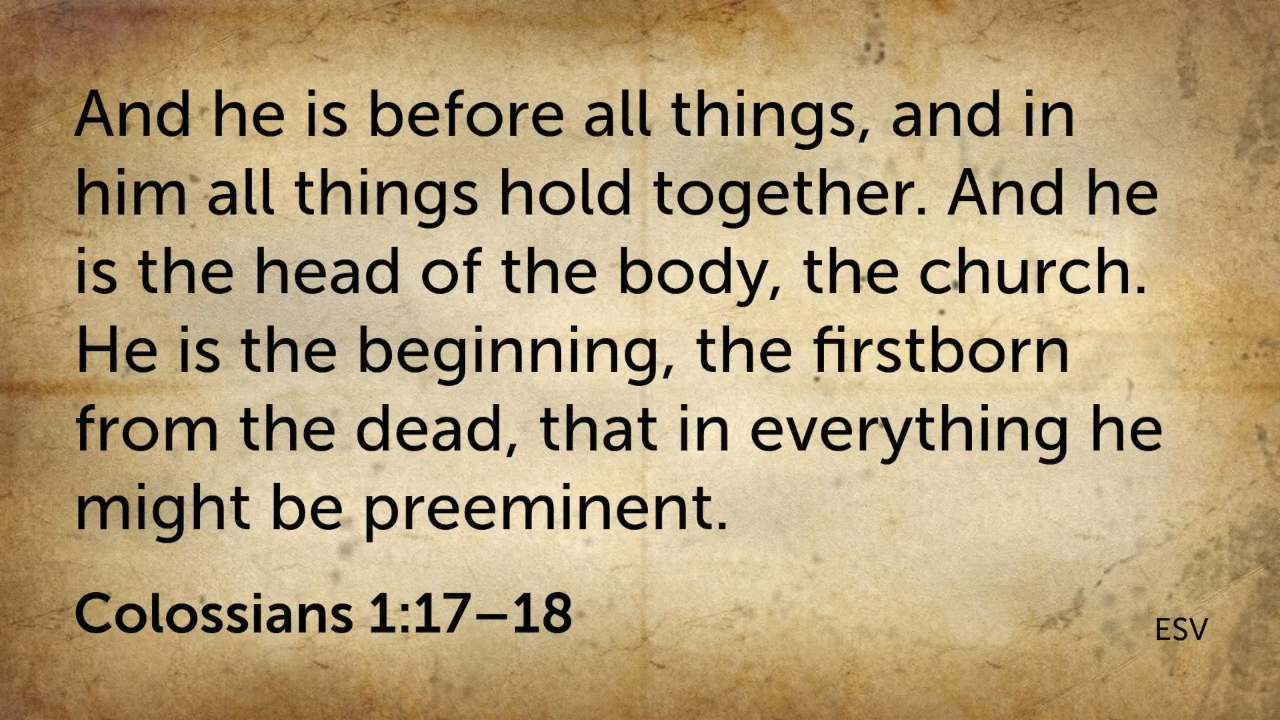 And he is before all things, and in
him all things hold together. And he
is the head of the body, the church.
He is the beginning, the firstborn
from the dead, that in everything he
might be preeminent.
Colossians 1:17–18
ESV